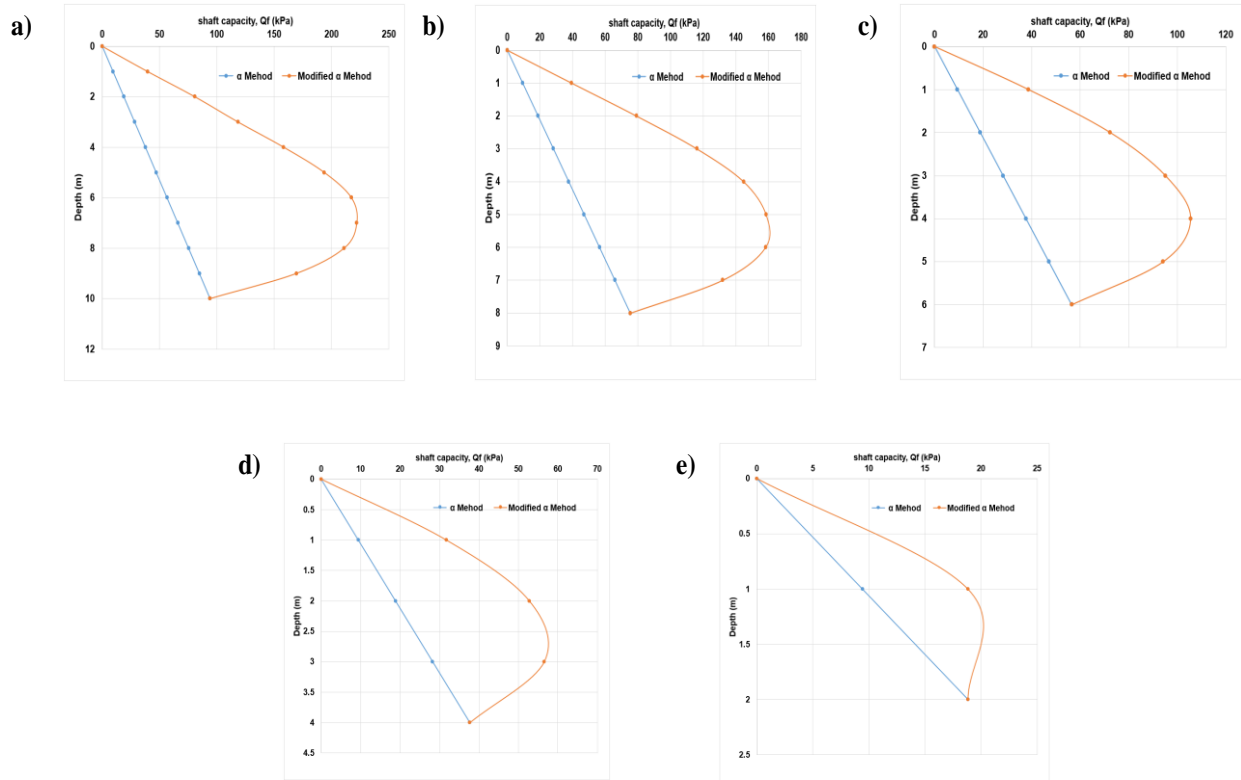 a)
shaft capacity, Qf (kPa)
0 50 100 150 200 250
0
2
4
6
8
10
12
Depth (m)
α Mehod Modified α Mehod
b)
shaft capacity, Qf (kPa)
0 20 40 60 80 100 120 140 160 180
0
1
2
3
4
5
6
7
8
9
Depth (m)
α Mehod Modified α Mehod
c)
shaft capacity, Qf (kPa)
0 20 40 60 80 100 120
0
1
2
3
4
5
6
7
Depth (m)
α Mehod Modified α Mehod
d)
shaft capacity, Qf (kPa)
0 10 20 30 40 50 60 70
0
0.5
1
1.5
2
2.5
3
3.5
4
4.5
Depth (m)
α Mehod Modified α Mehod
e)
shaft capacity, Qf (kPa)
0 5 10 15 20 25
0
0.5
1
1.5
2
2.5
Depth (m)
α Mehod Modified α Mehod